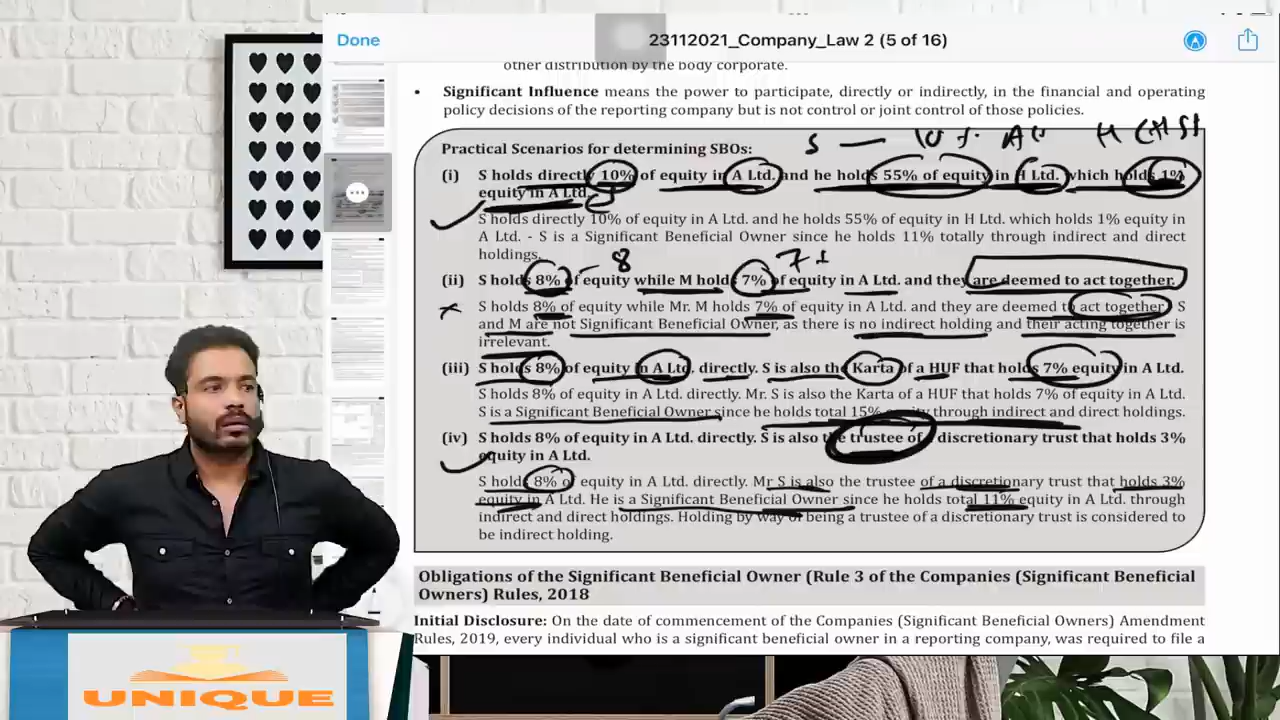 Done
23112021_Company_Law 2 (5 of 16)
other distribution by the body corporate.
• Significant Influence means the power to participate, directly or indirectly, in the financial and operating
policy decisions of the reporting company but is not control or joint control of those policies.
S — 10%
Practical Scenarios for determining SBOs:
(i) S holds directly 10% of equity in A Ltd. and he holds 55% of equity in H Ltd. which holds 1%
equity in A Ltd.
S holds directly 10% of equity in A Ltd. and he holds 55% of equity in H Ltd. which holds 1% equity in
A Ltd. - S is a Significant Beneficial Owner since he holds 11% totally through indirect and direct
holdings.
8
7
(ii) S holds 8% of equity while M holds 7% of equity in A Ltd. and they are deemed to act together.
S holds 8% of equity while Mr. M holds 7% of equity in A Ltd. and they are deemed to act together. S
and M are not Significant Beneficial Owner, as there is no indirect holding and their acting together is
irrelevant.
(iii) S holds 8% of equity in A Ltd. directly. S is also the Karta of a HUF that holds 7% equity in A Ltd.
S holds 8% of equity in A Ltd. directly. Mr. S is also the Karta of a HUF that holds 7% of equity in A Ltd.
S is a Significant Beneficial Owner since he holds total 15% equity through indirect and direct holdings.
(iv) S holds 8% of equity in A Ltd. directly. S is also the trustee of discretionary trust that holds 3%
equity in A Ltd.
S holds 8% of equity in A Ltd. directly. Mr S is also the trustee of a discretionary trust that holds 3%
equity in A Ltd. He is a Significant Beneficial Owner since he holds total 11% equity in A Ltd. through
indirect and direct holdings. Holding by way of being a trustee of a discretionary trust is considered to
be indirect holding.
Obligations of the Significant Beneficial Owner (Rule 3 of the Companies (Significant Beneficial
Owners) Rules, 2018
Initial Disclosure: On the date of commencement of the Companies (Significant Beneficial Owners) Amendment
Rules, 2019, every individual who is a significant beneficial owner in a reporting company, was required to file a
UNIQUE